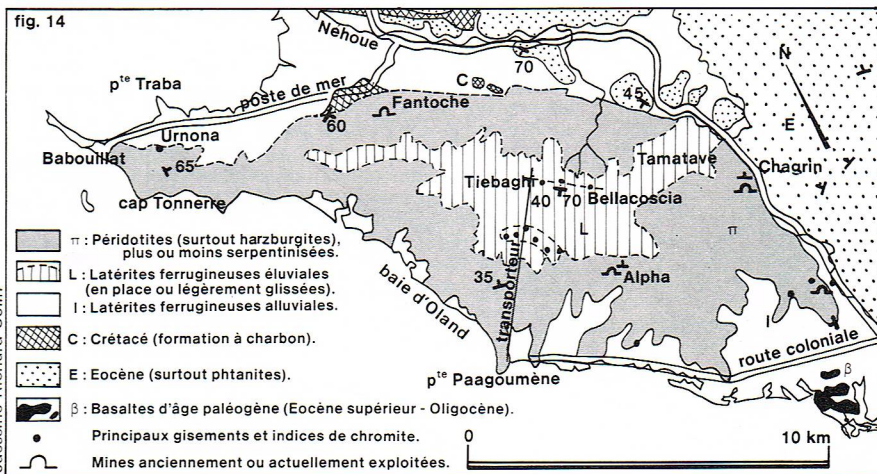 fig. 14
Nehoue
pte Traba
poste de mer
C
70
45
N
E
Fantoche
60
Urnona
Babouillat
65
cap Tonnerre
Tamatave
Chagrin
Tiebaghi
40
70
Bellacoscia
π
L
transporteur
35
Alpha
baie d'Oland
l
route coloniale
pte Paagoumène
β
π : Péridotites (surtout harzburgites),
plus ou moins serpentinisées.
L : Latérites ferrugineuses éluviales
(en place ou légèrement glissées).
l : Latérites ferrugineuses alluviales.
C : Crétacé (formation à charbon).
E : Eocène (surtout phtanites).
β : Basaltes d'âge paléogène (Eocène supérieur - Oligocène).
Principaux gisements et indices de chromite.
Mines anciennement ou actuellement exploitées.
0
10 km